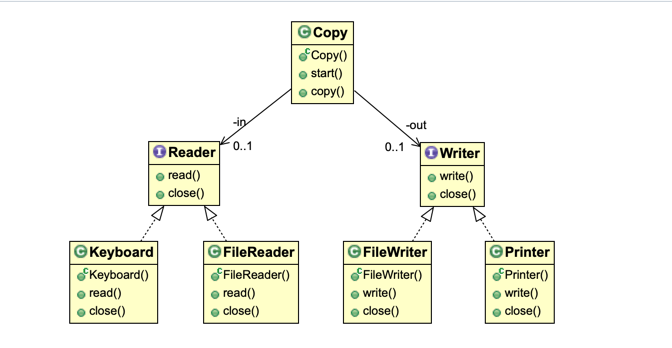 C Copy
C Copy()
start()
copy()
-in
-out
0..1
0..1
I Reader
read()
close()
I Writer
write()
close()
C Keyboard
C Keyboard()
read()
close()
C FileReader
C FileReader()
read()
close()
C FileWriter
C FileWriter()
write()
close()
C Printer
C Printer()
write()
close()